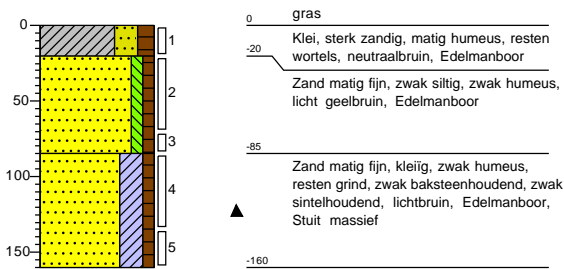 0
50
100
150
1
2
3
4
5
0 gras
Klei, sterk zandig, matig humeus, resten
wortels, neutraalbruin, Edelmanboor
-20
Zand matig fijn, zwak siltig, zwak humeus,
licht geelbruin, Edelmanboor
-85
Zand matig fijn, kleiïg, zwak humeus,
resten grind, zwak baksteenhoudend, zwak
sintelhoudend, lichtbruin, Edelmanboor,
Stuit massief
-160